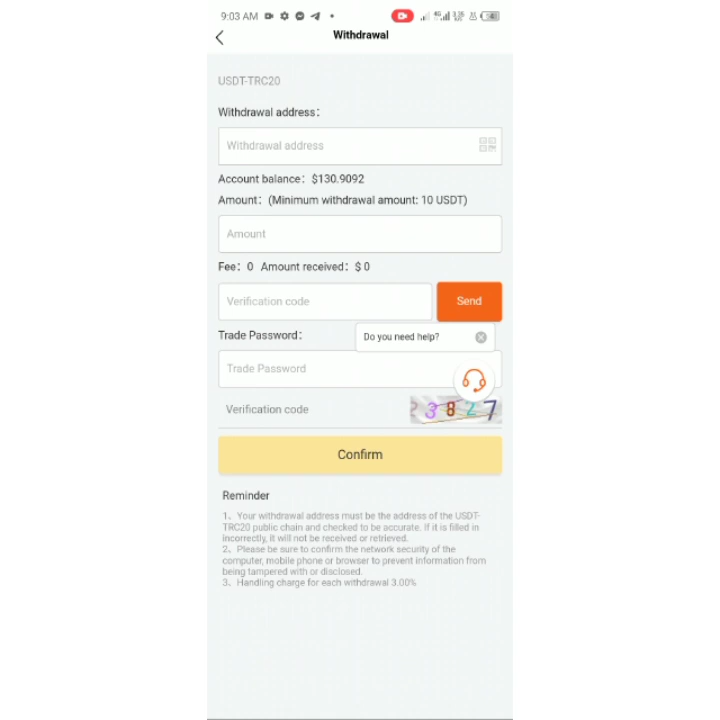 9:03 AM
Withdrawal
USDT-TRC20
Withdrawal address:
Withdrawal address
Account balance: $130.9092
Amount: (Minimum withdrawal amount: 10 USDT)
Amount
Fee: 0 Amount received: $ 0
Verification code
Send
Trade Password:
Do you need help?
Trade Password
Verification code
3827
Confirm
Reminder
1、Your withdrawal address must be the address of the USDT-
TRC20 public chain and checked to be accurate. If it is filled in
incorrectly, it will not be received or retrieved.
2、Please be sure to confirm the network security of the
computer, mobile phone or browser to prevent information from
being tampered with or disclosed.
3、Handling charge for each withdrawal 3.00%